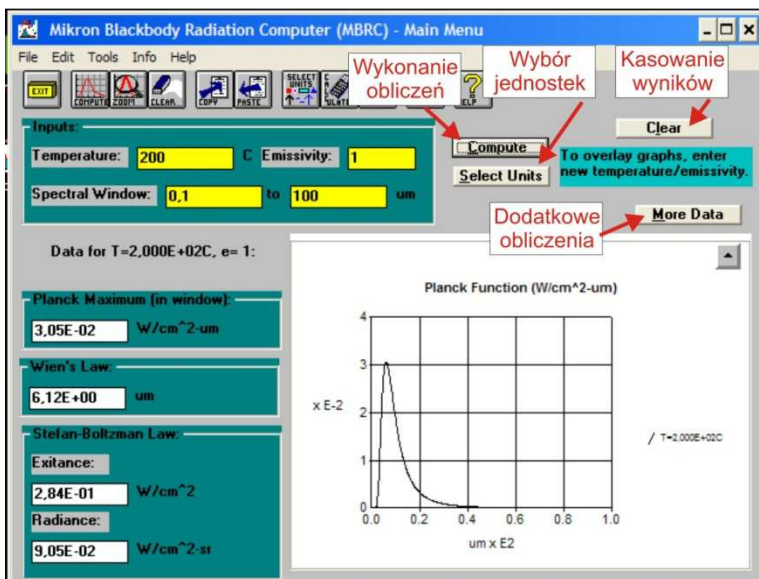 Mikron Blackbody Radiation Computer (MBRC) - Main Menu
File Edit Tools Info Help
Wykonanie
obliczeń
Wybór
jednostek
Kasowanie
wyników
EXIT
COMPUTE
ZOOM
CLEAR
COPY
PASTE
SELECT
UNITS
HELP
Inputs:
Temperature: 200 C Emissivity: 1
Spectral Window: 0,1 to 100 um
Compute
Select Units
Clear
To overlay graphs, enter
new temperature/emissivity.
Dodatkowe
obliczenia
More Data
Data for T=2,000E+02C, e= 1:
Planck Maximum (in window):
3,05E-02 W/cm^2-um
Wien's Law:
6,12E+00 um
Stefan-Boltzman Law:
Exitance:
2,84E-01 W/cm^2
Radiance:
9,05E-02 W/cm^2-sr
Planck Function (W/cm^2-um)
4
3
x E-2
2
1
0
0.0 0.2 0.4 0.6 0.8 1.0
um x E2
/ T=2.000E+02C